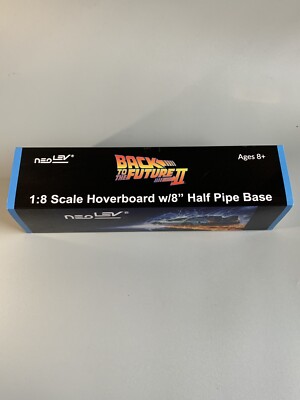 neoLEV®
BACK
TO THE
FUTURE II
Ages 8+
1:8 Scale Hoverboard w/8” Half Pipe Base
neoLEV®